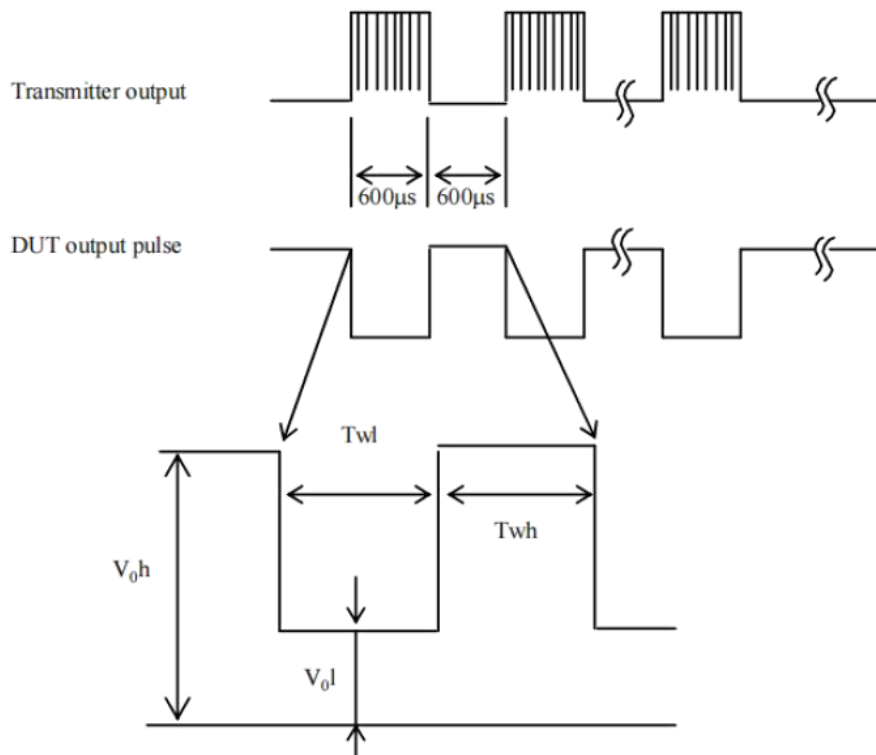 Transmitter output
600μs 600μs
DUT output pulse
Twl
Twh
V₀h
V₀l